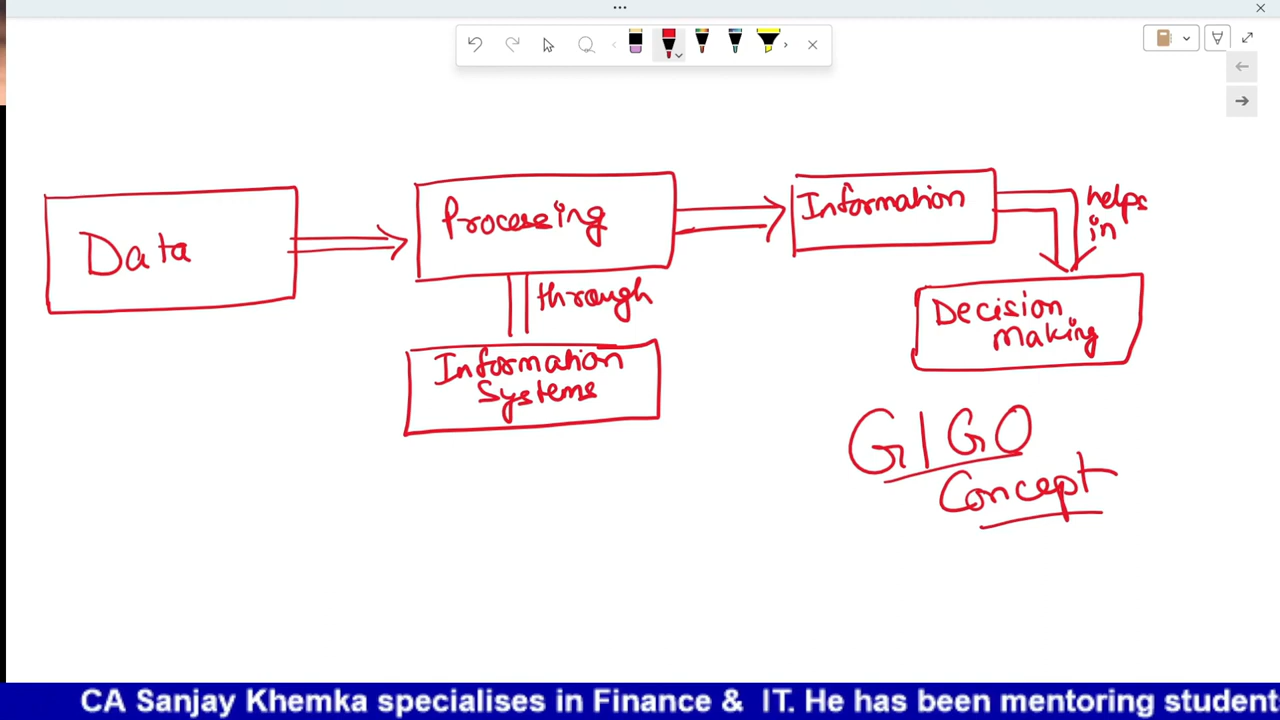 Data
Processing
Information
helps
in
through
Decision
Making
Information
Systems
GIGO
Concept
CA Sanjay Khemka specialises in Finance & IT. He has been mentoring student